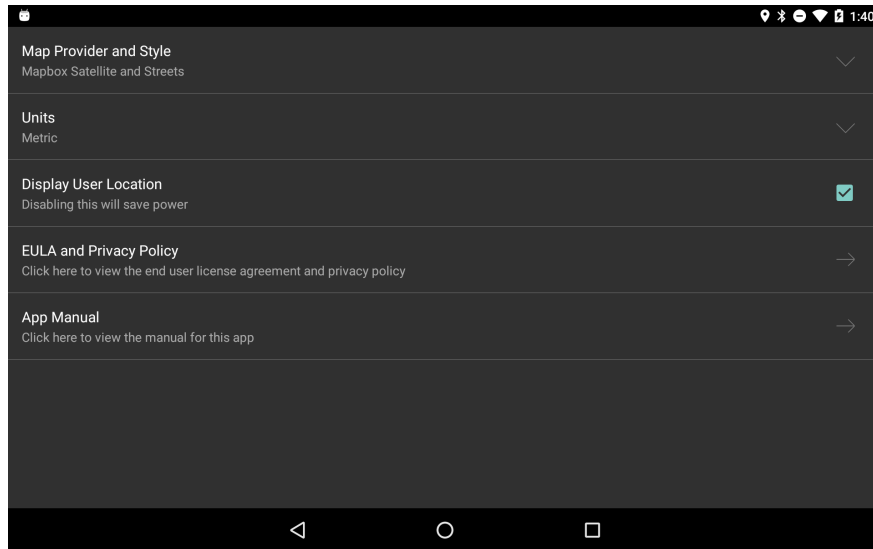 1:40
Map Provider and Style
Mapbox Satellite and Streets
Units
Metric
Display User Location
Disabling this will save power
EULA and Privacy Policy
Click here to view the end user license agreement and privacy policy
App Manual
Click here to view the manual for this app